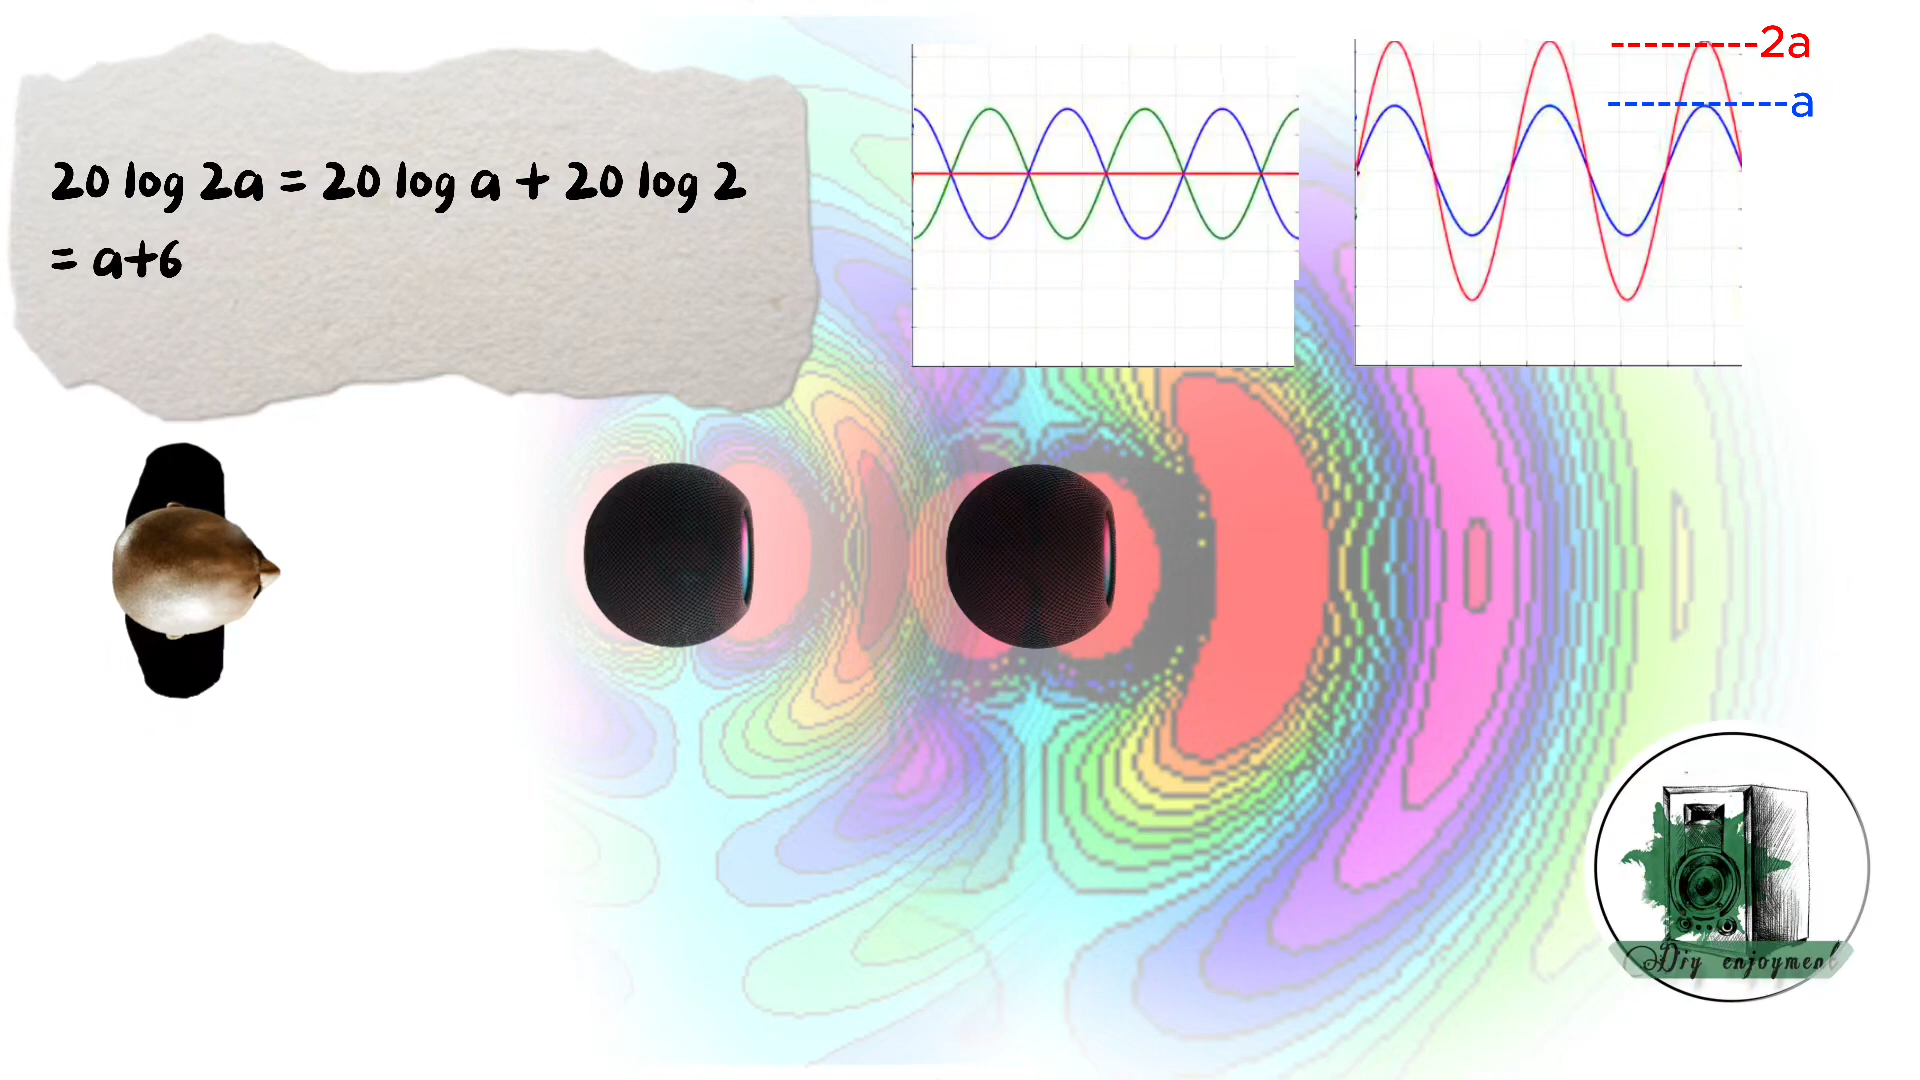 20 log 2a = 20 log a + 20 log 2
= a+6
2a
a
Diy enjoyment